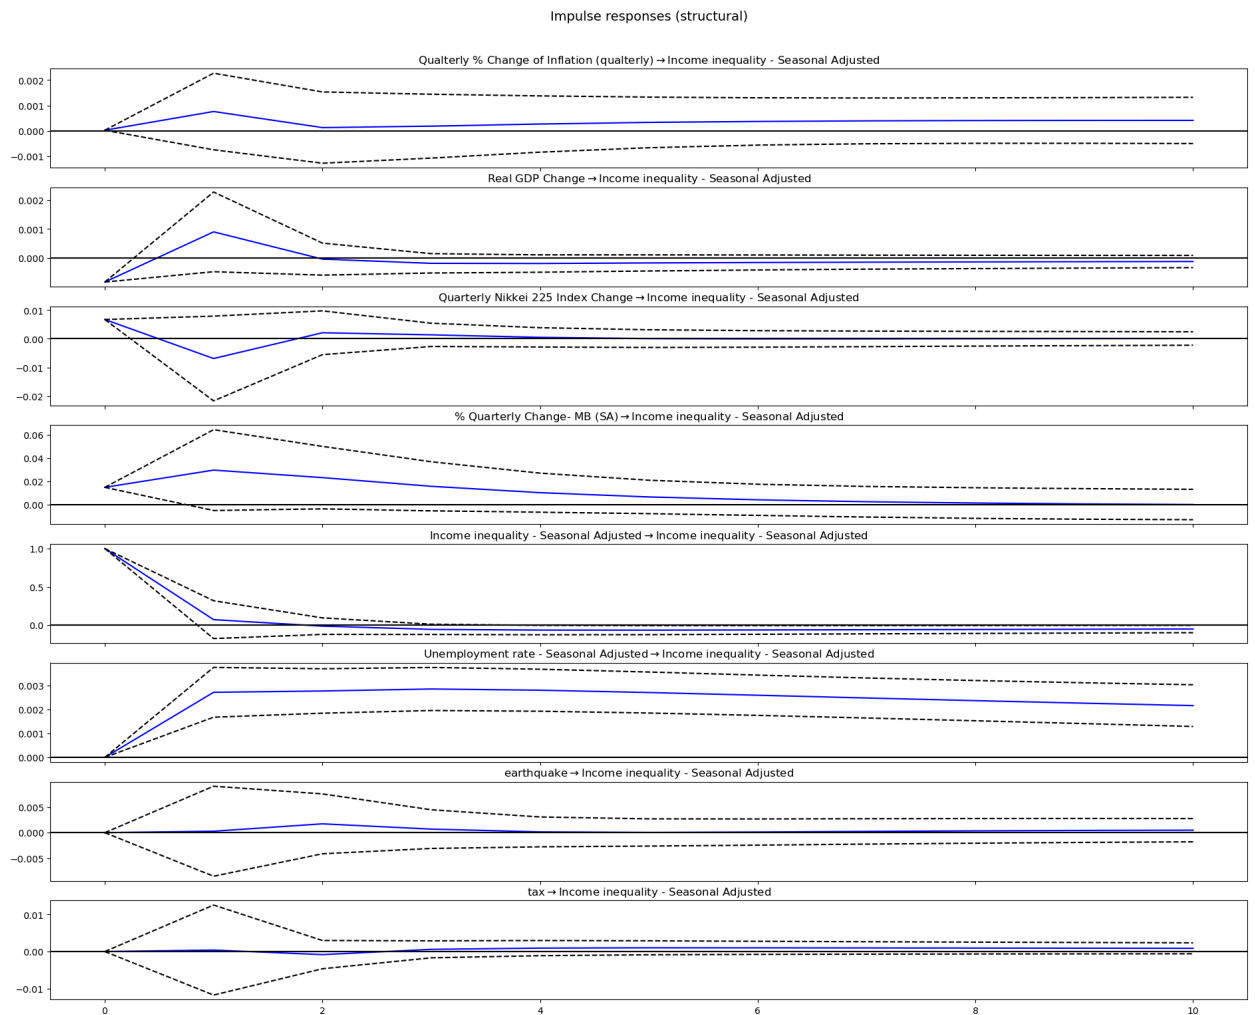 Impulse responses (structural)
Qualterly % Change of Inflation (qualterly)→Income inequality - Seasonal Adjusted
0.002
0.001
0.000
−0.001
Real GDP Change→Income inequality - Seasonal Adjusted
0.002
0.001
0.000
Quarterly Nikkei 225 Index Change→Income inequality - Seasonal Adjusted
0.01
0.00
−0.01
−0.02
% Quarterly Change- MB (SA)→Income inequality - Seasonal Adjusted
0.06
0.04
0.02
0.00
Income inequality - Seasonal Adjusted→Income inequality - Seasonal Adjusted
1.0
0.5
0.0
Unemployment rate - Seasonal Adjusted→Income inequality - Seasonal Adjusted
0.003
0.002
0.001
0.000
earthquake→Income inequality - Seasonal Adjusted
0.005
0.000
−0.005
tax→Income inequality - Seasonal Adjusted
0.01
0.00
−0.01
0 2 4 6 8 10